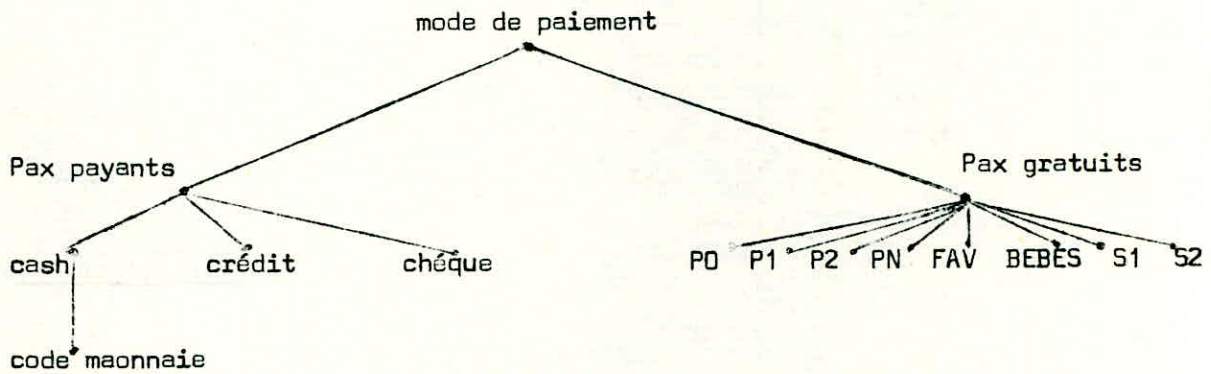 mode de paiement
Pax payants
Pax gratuits
cash crédit chéque PO P1 P2 PN FAV BEBES S1 S2
code maonnaie